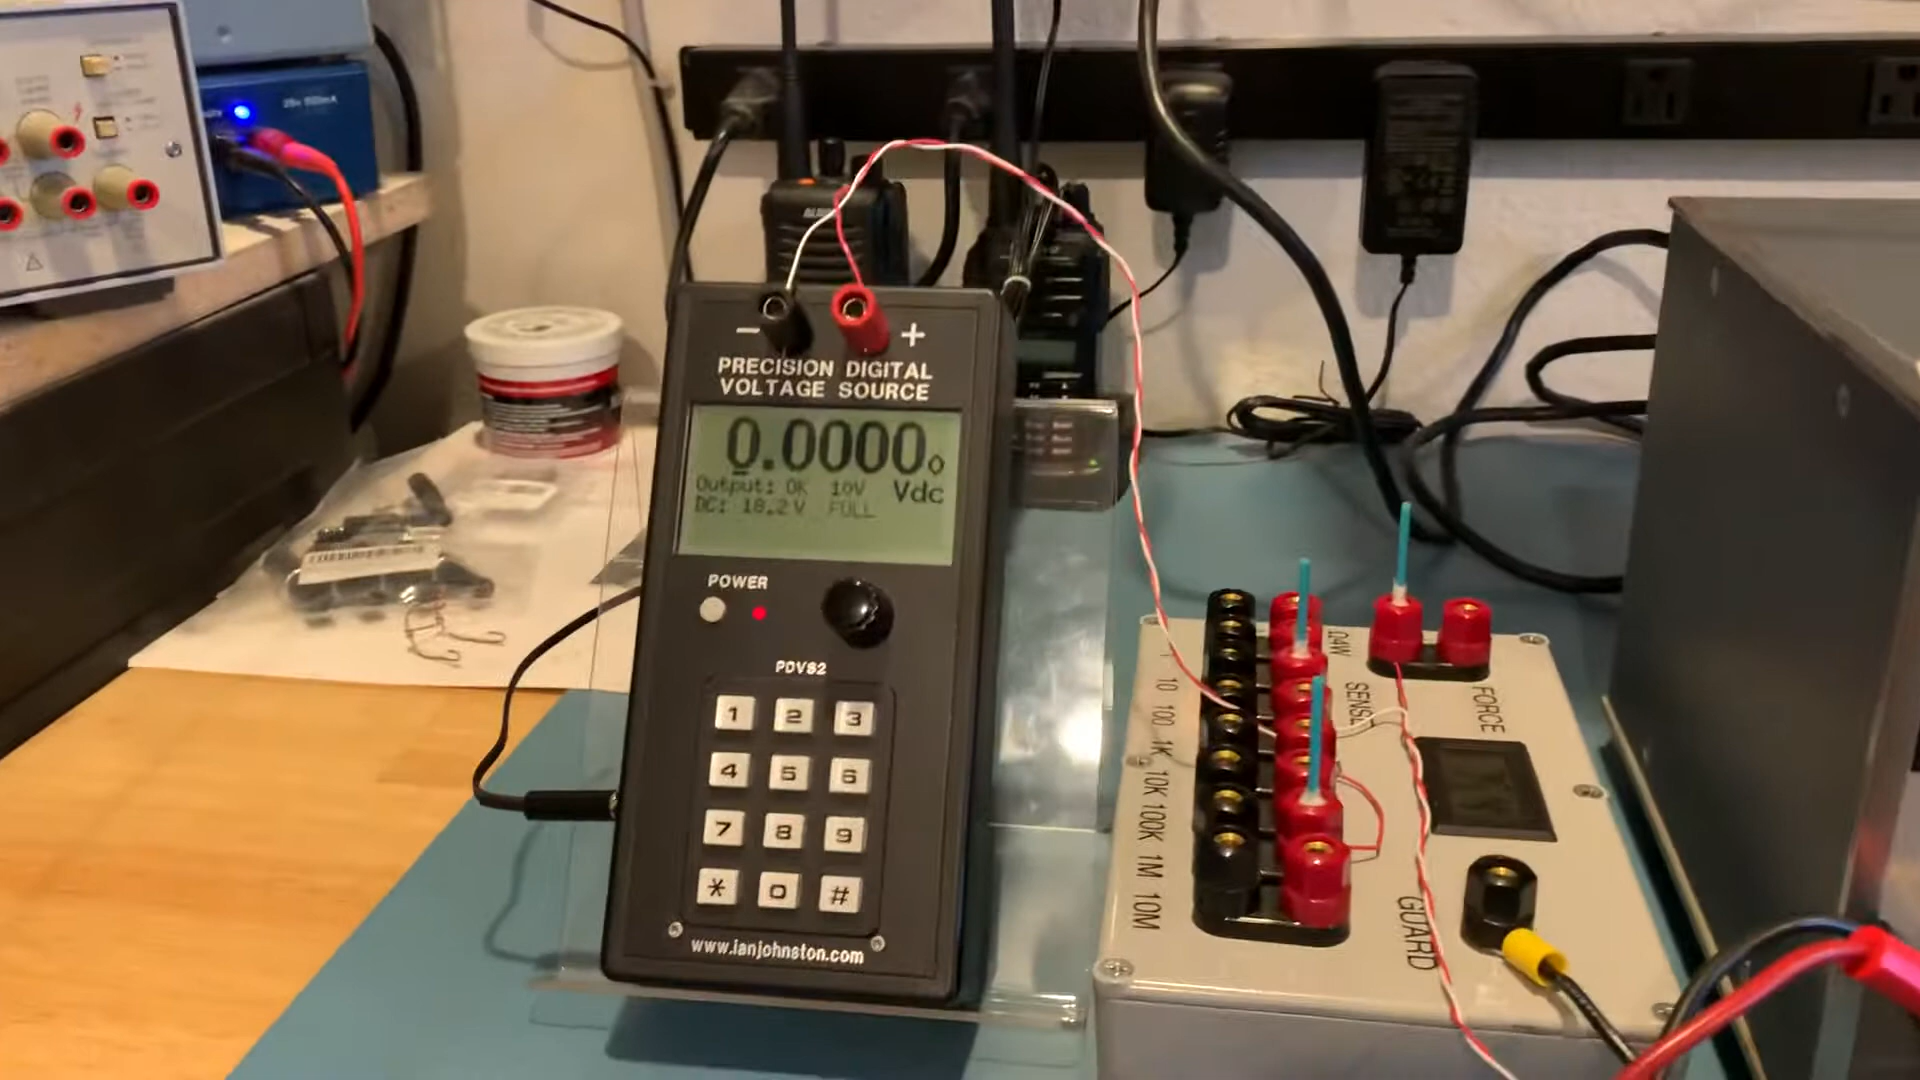 − +
PRECISION DIGITAL
VOLTAGE SOURCE
0.00000
Output: OK 10V Vdc
DC: 18.2V FULL
POWER
PDVS2
1 2 3
4 5 6
7 8 9
* 0 #
www.ianjohnston.com
Ω4W
SENSE
FORCE
1
10
100
1K
10K
100K
1M
10M
GUARD